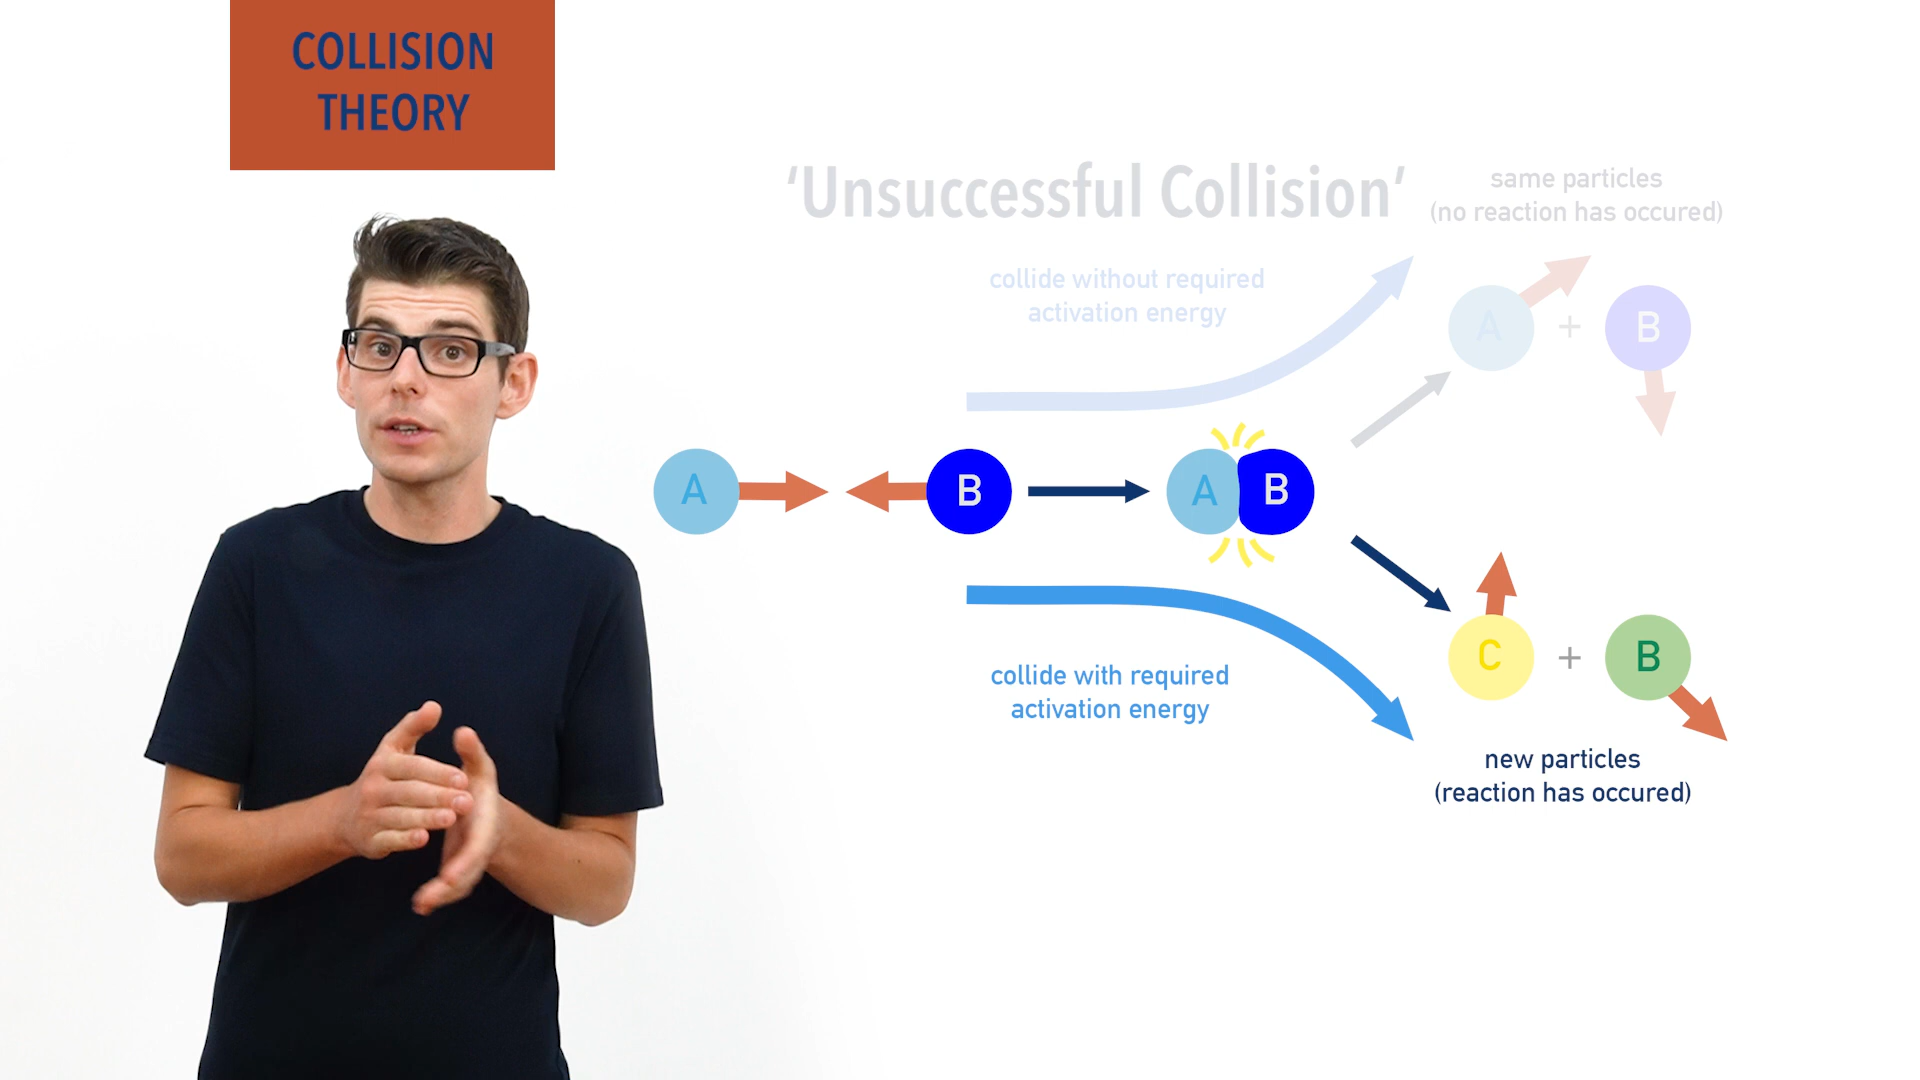 COLLISION
THEORY
‘Unsuccessful Collision‘
same particles
(no reaction has occured)
collide without required
activation energy
A + B
A
B
A
B
C + B
collide with required
activation energy
new particles
(reaction has occured)